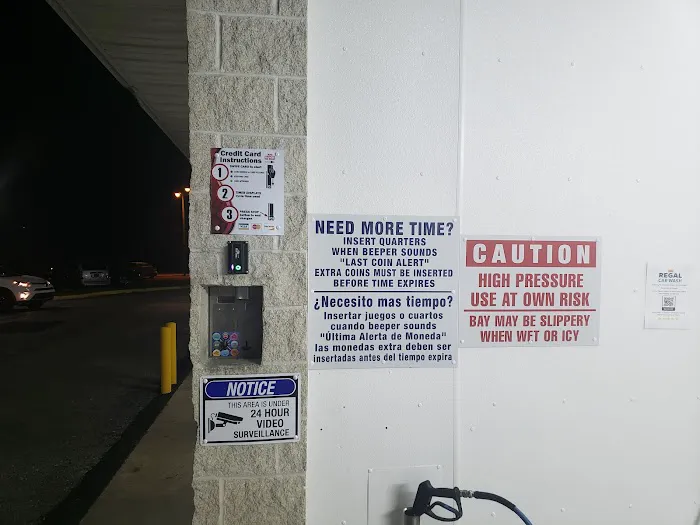 Credit Card
Instructions
1
2
3
NEED MORE TIME?
INSERT QUARTERS
WHEN BEEPER SOUNDS
"LAST COIN ALERT"
EXTRA COINS MUST BE INSERTED
BEFORE TIME EXPIRES
¿Necesito mas tiempo?
Insertar juegos o cuartos
cuando beeper sounds
"Última Alerta de Moneda"
las monedas extra deben ser
insertadas antes del tiempo expira
CAUTION
HIGH PRESSURE
USE AT OWN RISK
BAY MAY BE SLIPPERY
WHEN WET OR ICY
REGAL
CAR WASH
NOTICE
THIS AREA IS UNDER
24 HOUR
VIDEO
SURVEILLANCE